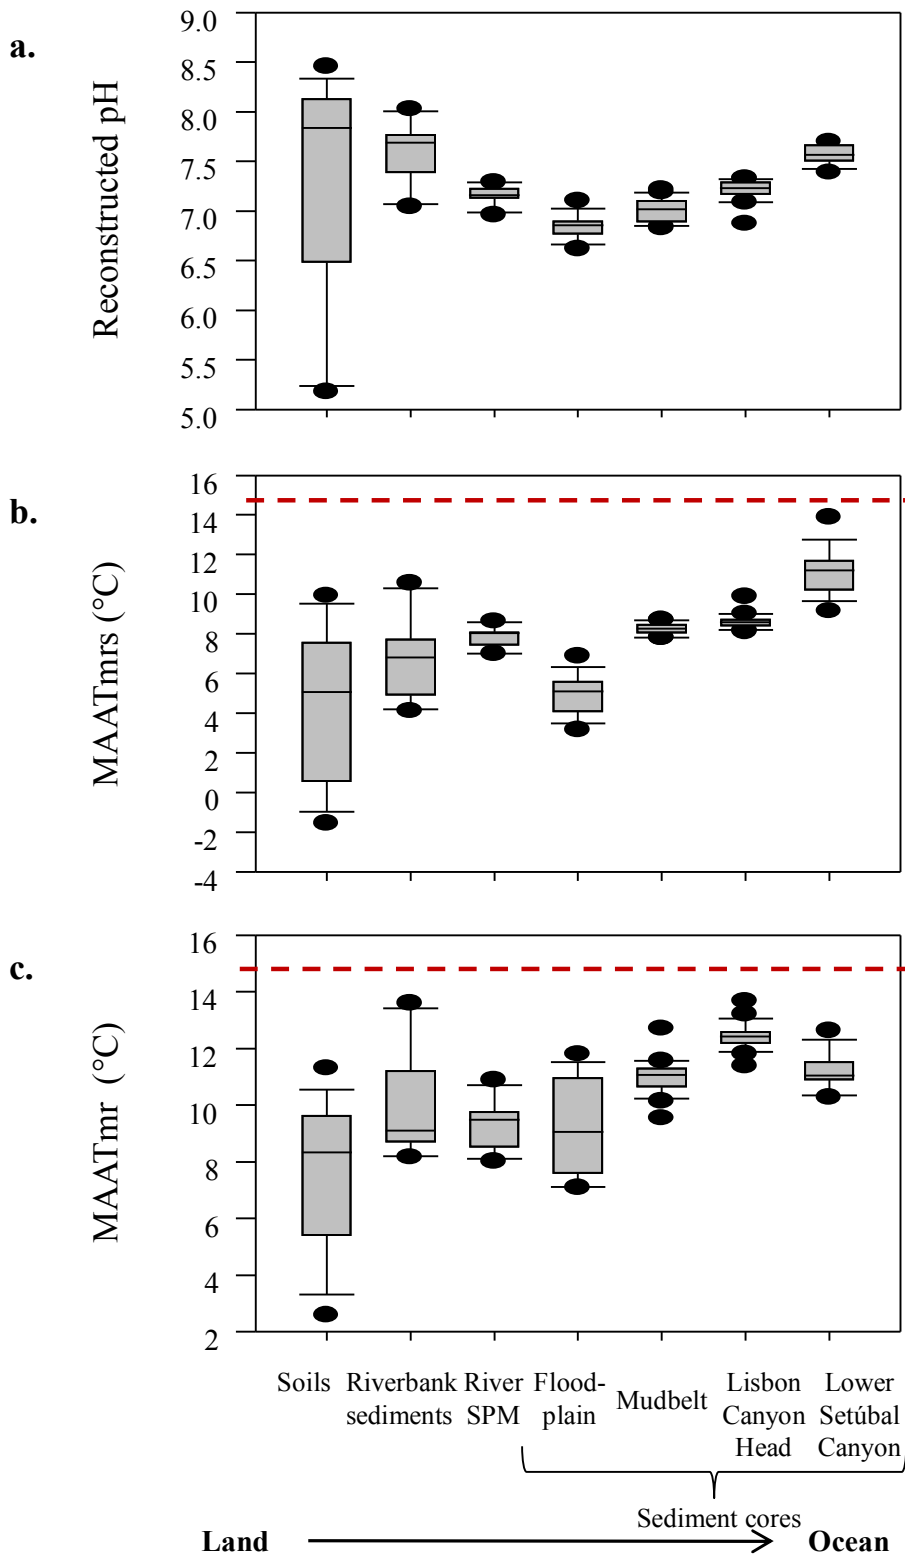 a.
Reconstructed pH
9.0
8.5
8.0
7.5
7.0
6.5
6.0
5.5
5.0
b.
MAATmrs (°C)
16
14
12
10
8
6
4
2
0
-2
-4
c.
MAATmr (°C)
16
14
12
10
8
6
4
2
Soils
Riverbank
sediments
River
SPM
Flood-
plain
Mudbelt
Lisbon
Canyon
Head
Lower
Setúbal
Canyon
Sediment cores
Land
Ocean